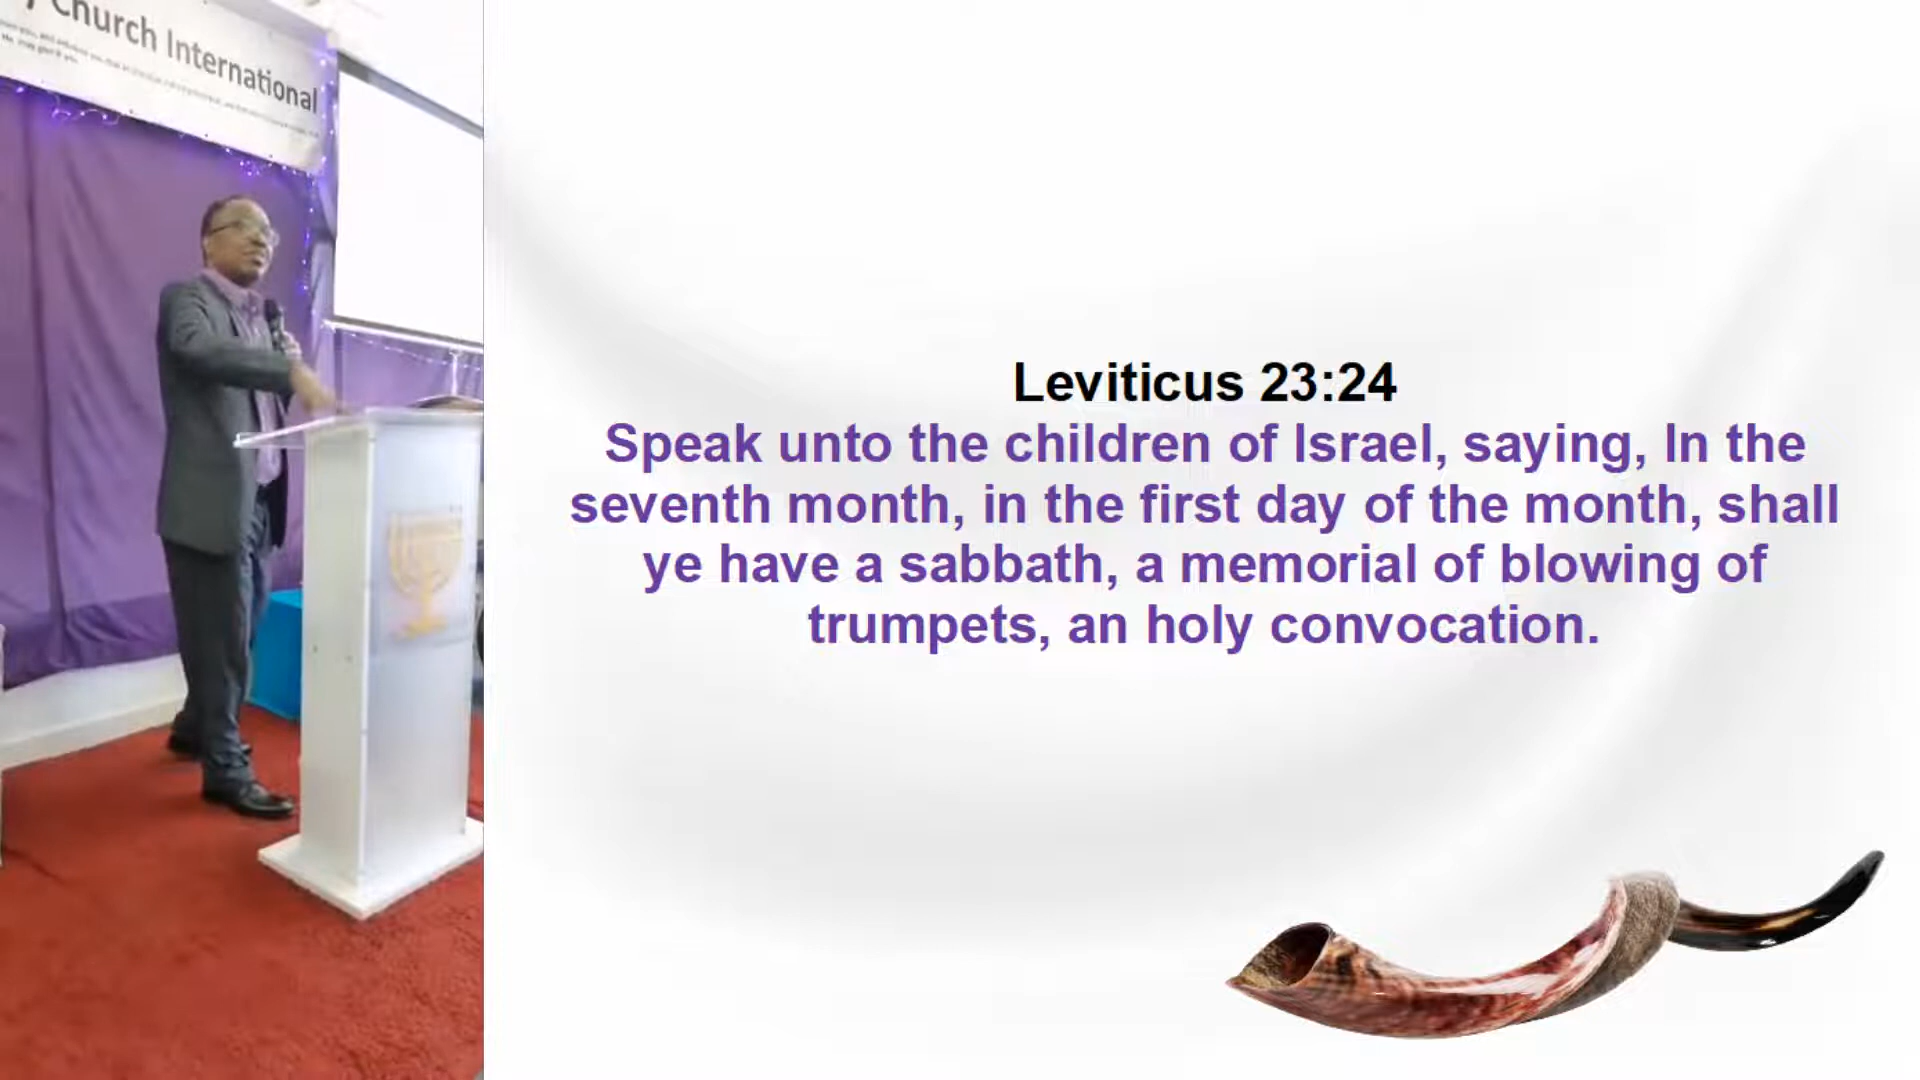 Church International
Leviticus 23:24
Speak unto the children of Israel, saying, In the
seventh month, in the first day of the month, shall
ye have a sabbath, a memorial of blowing of
trumpets, an holy convocation.